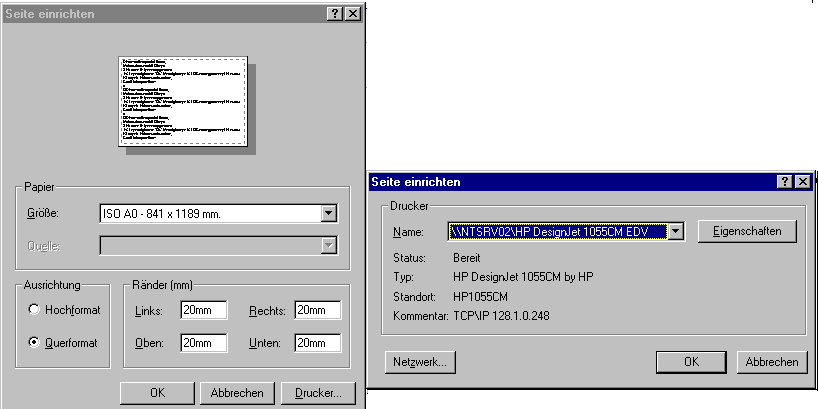 Seite einrichten
Papier
Größe: ISO A0 - 841 x 1189 mm.
Quelle:
Ausrichtung
Hochformat
Querformat
Ränder (mm)
Links: 20mm Rechts: 20mm
Oben: 20mm Unten: 20mm
OK Abbrechen Drucker...
Seite einrichten
Drucker
Name: \\NTSRV02\HP DesignJet 1055CM EDV Eigenschaften
Status: Bereit
Typ: HP DesignJet 1055CM by HP
Standort: HP1055CM
Kommentar: TCP\IP 128.1.0.248
Netzwerk... OK Abbrechen